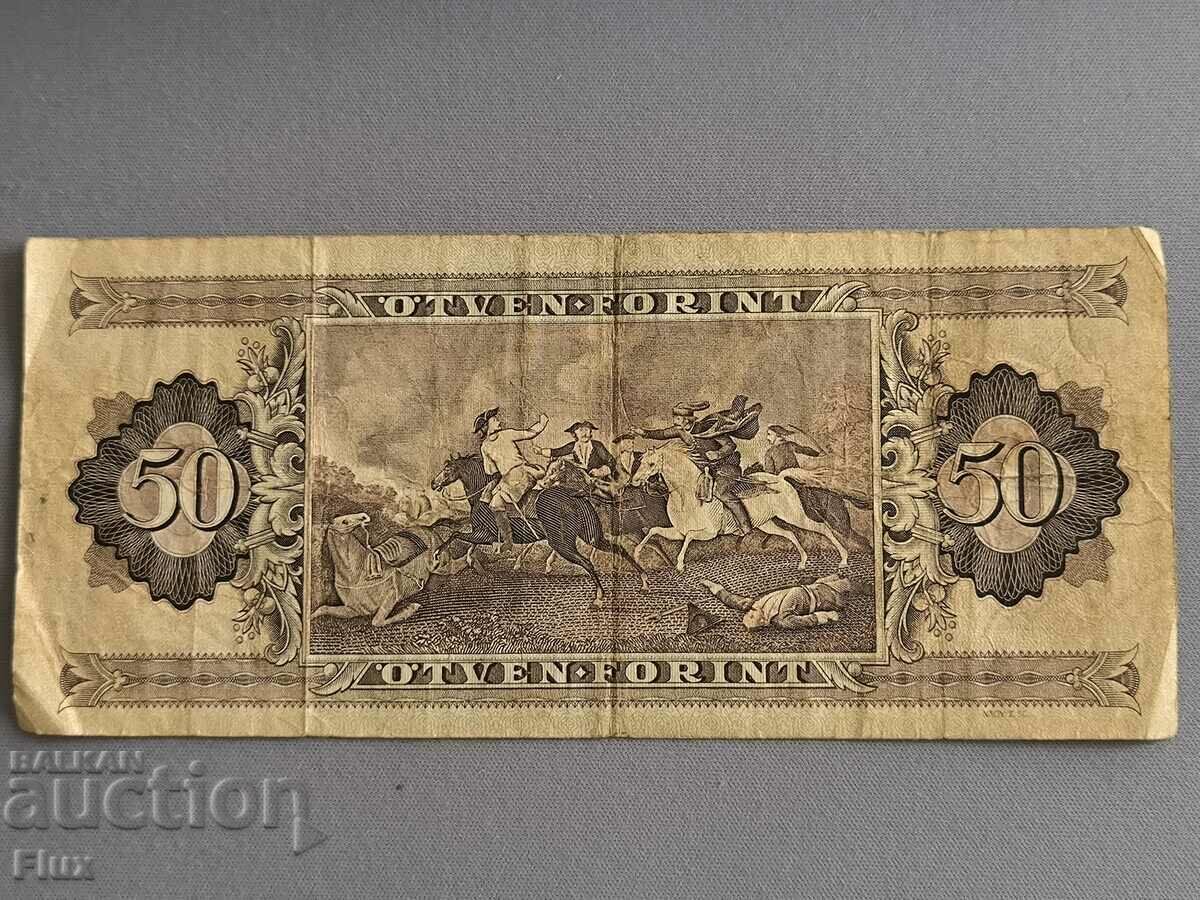 ÖTVEN FORINT
50
50
ÖTVEN FORINT
BALKAN
auction
Flux